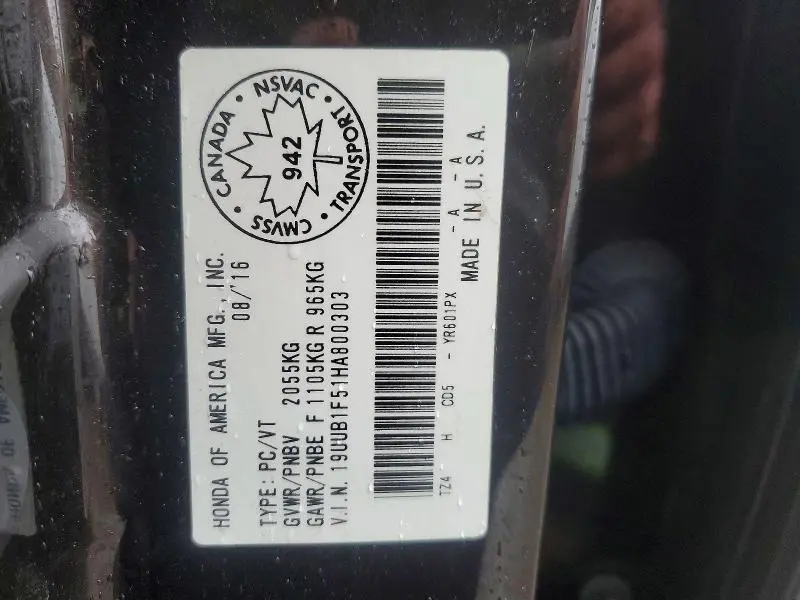 HONDA OF AMERICA MFG., INC.
08/'16
TYPE: PC/VT
GVWR/PNBV 2055KG
GAWR/PNBE F 1105KG R 965KG
V.I.N. 19UUB1F51HA800303
CANADA • NSVAC • TRANSPORT • CMVSS •
942
TZ4 H CD5 - YR601PX -A -A
MADE IN U.S.A.